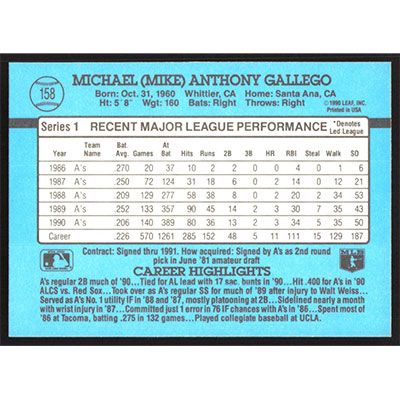 158
MICHAEL (MIKE) ANTHONY GALLEGO
Born: Oct. 31, 1960 Whittier, CA Home: Santa Ana, CA
Ht: 5' 8" Wgt: 160 Bats: Right Throws: Right
© 1990 LEAF, INC.
PRINTED IN U.S.A.
Series 1 RECENT MAJOR LEAGUE PERFORMANCE *Denotes Led League
Year Team Name Bat. Avg. Games At Bat Hits Runs 2B 3B HR RBI Steal Walk SO
1986 A's .270 20 37 10 2 2 0 0 4 0 1 6
1987 A's .250 72 124 31 18 6 0 2 14 0 12 21
1988 A's .209 129 277 58 38 8 0 2 20 2 34 53
1989 A's .252 133 357 90 45 14 2 3 30 7 35 43
1990 A's .206 140 389 80 36 13 2 3 34 5 35 50
Career .226 570 1261 285 152 48 5 11 111 15 129 187
Contract: Signed thru 1991. How acquired: Signed by A's as 2nd round
pick in June '81 amateur draft
CAREER HIGHLIGHTS
A's regular 2B much of '90...Tied for AL lead with 17 sac. bunts in '90...Hit .400 for A's in '90
ALCS vs. Red Sox...Took over as A's regular SS for much of '89 after injury to Walt Weiss...
Served as A's No. 1 utility IF in '88 and '87, mostly platooning at 2B...Sidelined nearly a month
with wrist injury in '87...Committed just 1 error in 76 IF chances with A's in '86...Spent most of
'86 at Tacoma, batting .275 in 132 games...Played collegiate baseball at UCLA.